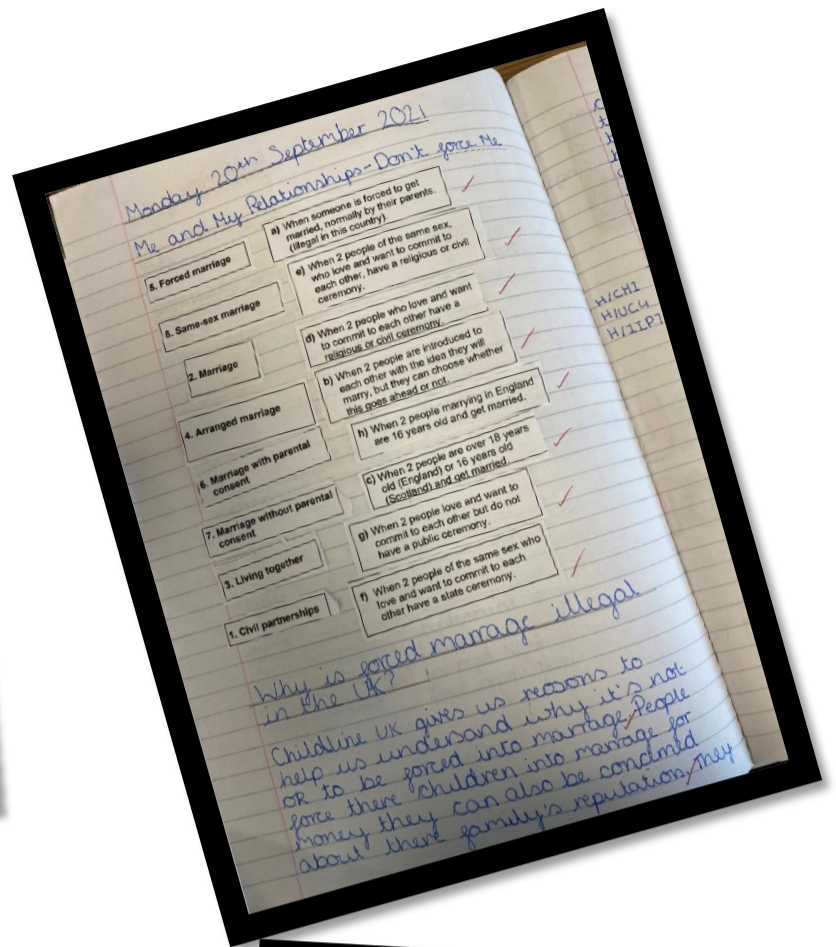 Monday 20th September 2021
Me and My Relationships - Don't force Me
5. Forced marriage
a) When someone is forced to get
married, normally by their parents.
(illegal in this country).
8. Same-sex marriage
e) When 2 people of the same sex,
who love and want to commit to
each other, have a religious or civil
ceremony.
2. Marriage
d) When 2 people who love and want
to commit to each other have a
religious or civil ceremony.
4. Arranged marriage
b) When 2 people are introduced to
each other with the idea they will
marry, but they can choose whether
this goes ahead or not.
6. Marriage with parental
consent
h) When 2 people marrying in England
are 16 years old and get married.
7. Marriage without parental
consent
c) When 2 people are over 18 years
old (England) or 16 years old
(Scotland) and get married.
3. Living together
g) When 2 people love and want to
commit to each other but do not
have a public ceremony.
1. Civil partnerships
f) When 2 people of the same sex who
love and want to commit to each
other have a state ceremony.
Why is forced marrage illegal
in the UK?
Childline UK gives us reasons to
help us undersand why it's not
OK to be forced into marrage. People
force there children into marrage for
money they can also be concirned
about there family's reputation. They
H/CH1
H/UC4